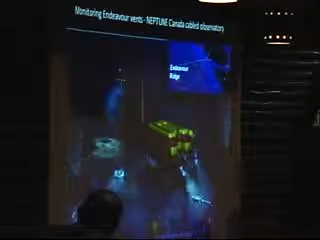 Monitoring Endeavour vents - NEPTUNE Canada cabled observatory
Endeavour
Ridge